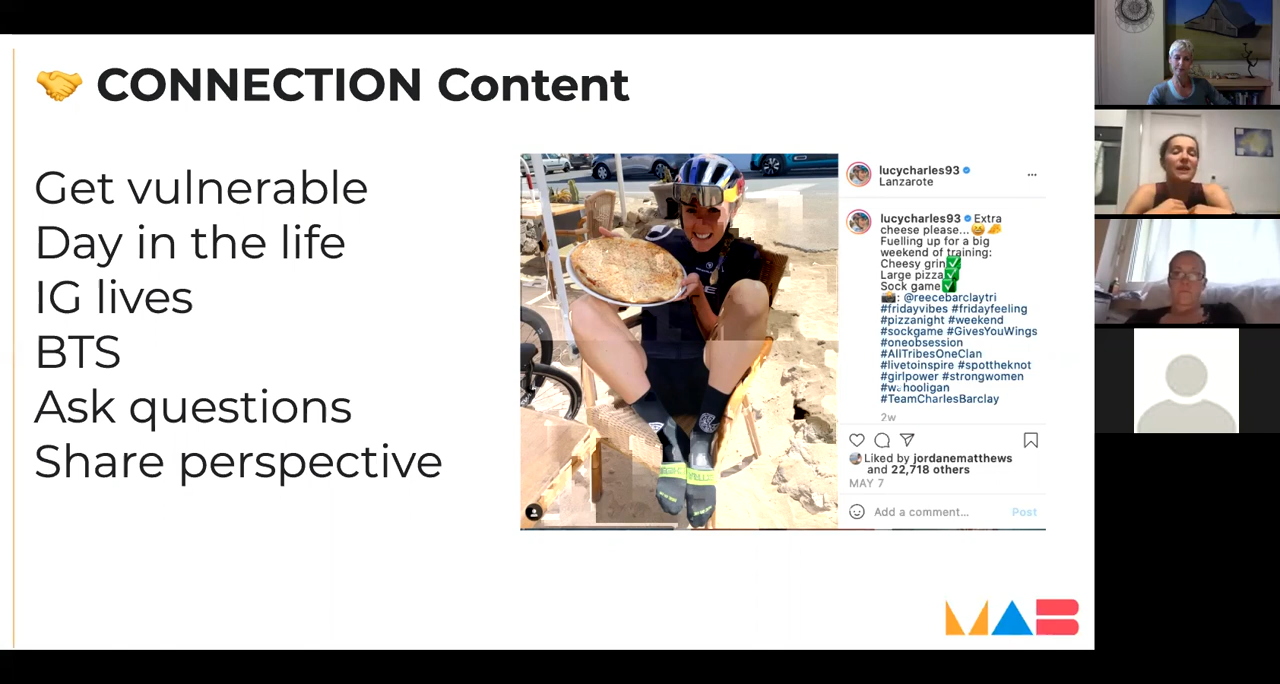 🤝 CONNECTION Content
Get vulnerable
Day in the life
IG lives
BTS
Ask questions
Share perspective
lucycharles93
Lanzarote
...
lucycharles93 Extra
cheese please...😄🧀
Fuelling up for a big
weekend of training:
Cheesy grin✅
Large pizza✅
Sock game✅
📸: @reecebarclaytri
#fridayvibes #fridayfeeling
#pizzanight #weekend
#sockgame #GivesYouWings
#oneobsession
#AllTribesOneClan
#livetoinspire #spottheknot
#girlpower #strongwomen
hooligan
#TeamCharlesBarclay
2w
Liked by jordanematthews
and 22,718 others
MAY 7
Add a comment... Post
MAB